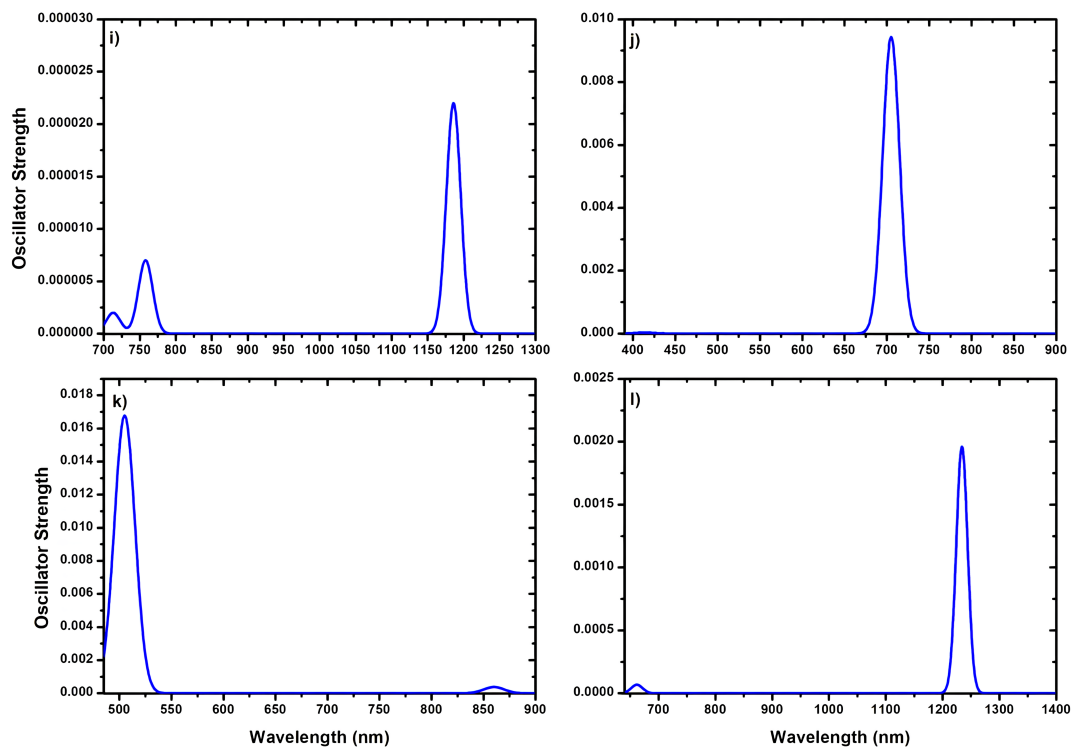 i)
0.000030
0.000025
0.000020
0.000015
0.000010
0.000005
0.000000
700 750 800 850 900 950 1000 1050 1100 1150 1200 1250 1300
Oscillator Strength
j)
0.010
0.008
0.006
0.004
0.002
0.000
400 450 500 550 600 650 700 750 800 850 900
k)
0.018
0.016
0.014
0.012
0.010
0.008
0.006
0.004
0.002
0.000
500 550 600 650 700 750 800 850 900
Oscillator Strength
Wavelength (nm)
l)
0.0025
0.0020
0.0015
0.0010
0.0005
0.0000
700 800 900 1000 1100 1200 1300 1400
Wavelength (nm)